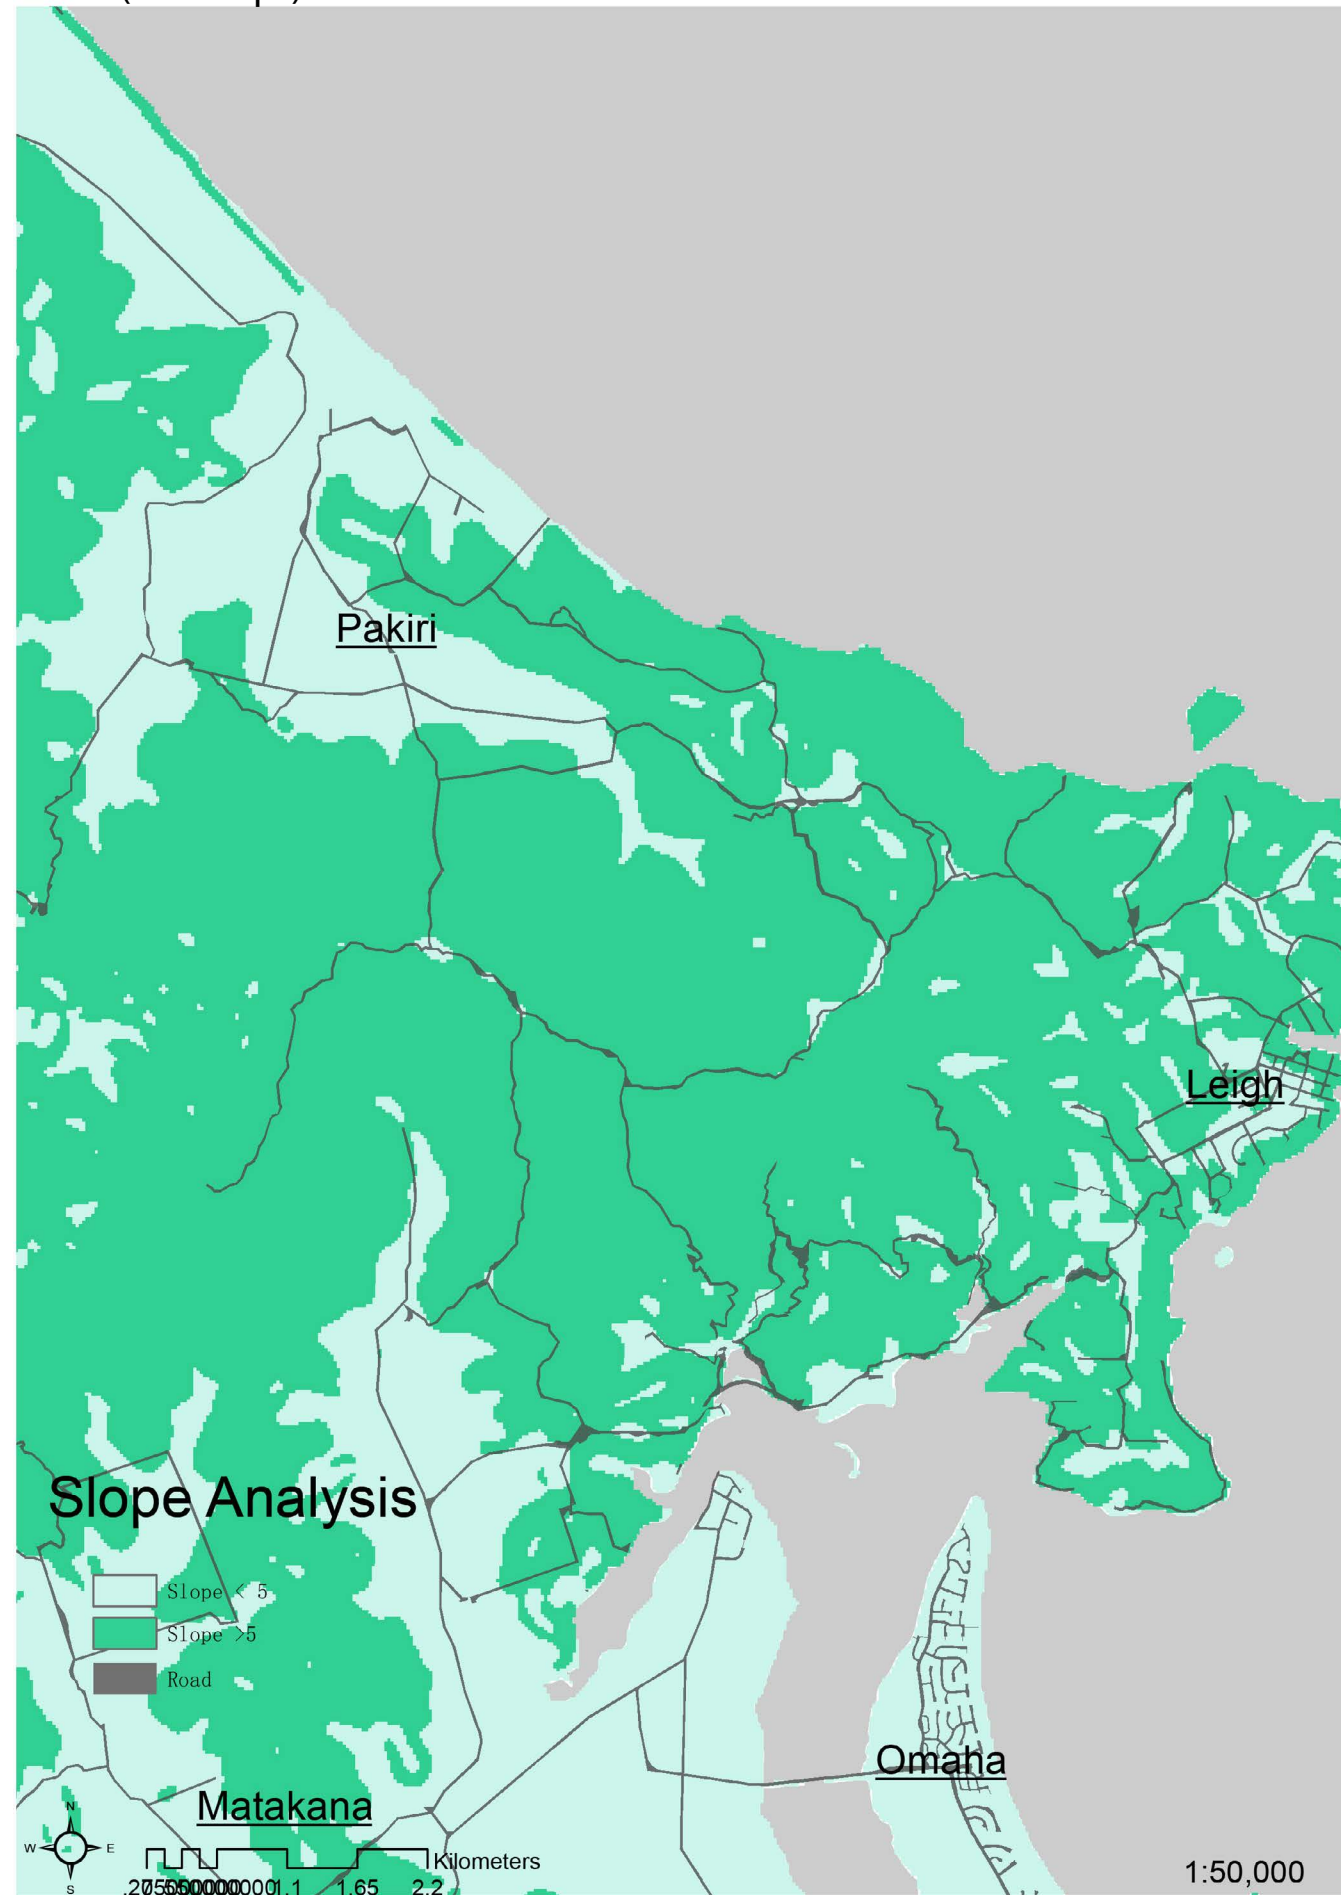 Pakiri
Leigh
Slope Analysis
Slope < 5
Slope >5
Road
Omaha
Matakana
N
W E
S
Kilometers
1.1 1.65 2.2
1:50,000